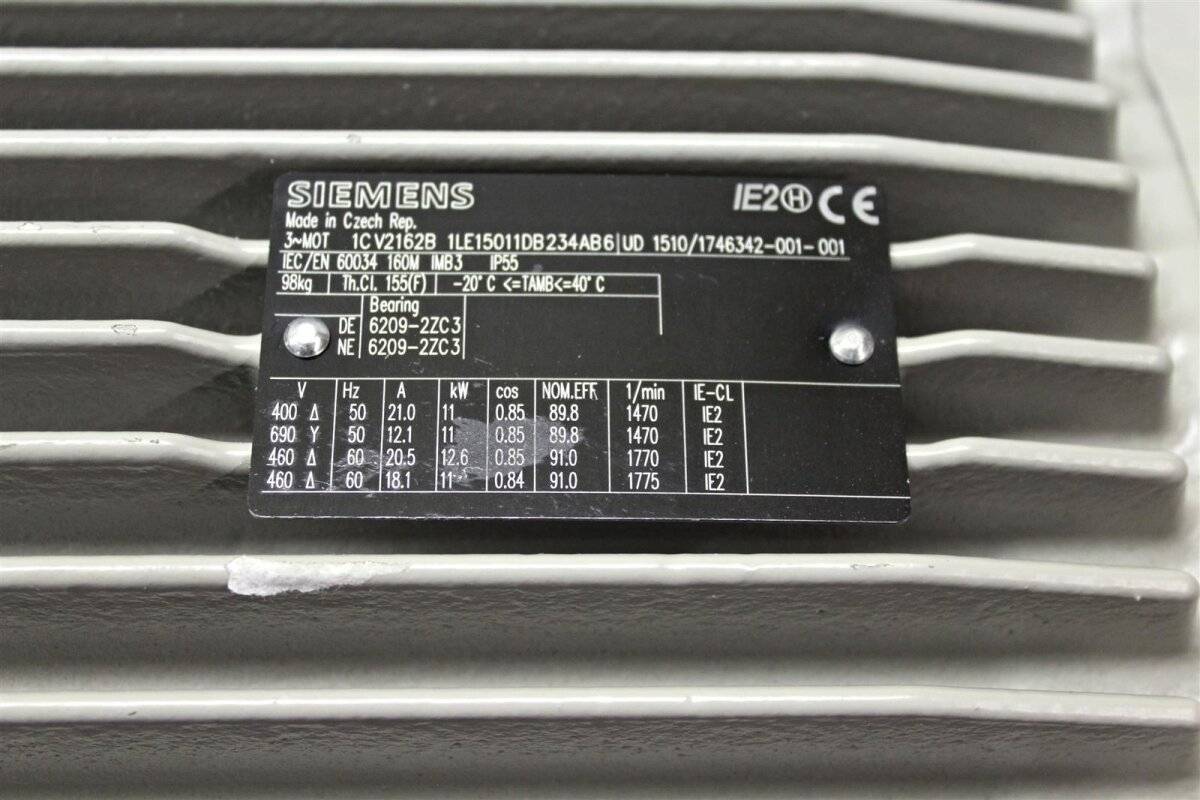 SIEMENS IE2 H CE
Made in Czech Rep.
3~MOT 1CV2162B 1LE15011DB234AB6 UD 1510/1746342-001-001
IEC/EN 60034 160M IMB3 IP55
98kg Th.Cl. 155(F) -20°C <=TAMB<=40°C
Bearing
DE 6209-2ZC3
NE 6209-2ZC3
V Hz A kW cos NOM.EFF 1/min IE-CL
400 Δ 50 21.0 11 0.85 89.8 1470 IE2
690 Y 50 12.1 11 0.85 89.8 1470 IE2
460 Δ 60 20.5 12.6 0.85 91.0 1770 IE2
460 Δ 60 18.1 11 0.84 91.0 1775 IE2